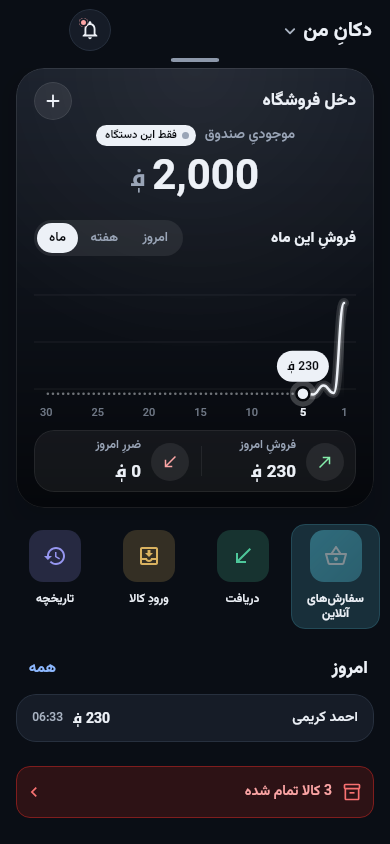 دکانِ من
دخل فروشگاه
موجودیِ صندوق
فقط این دستگاه
2,000 ؋
فروشِ این ماه
امروز
هفته
ماه
230 ؋
1
5
10
15
20
25
30
فروشِ امروز
230 ؋
ضررِ امروز
0 ؋
سفارش‌های
آنلاین
دریافت
ورودِ کالا
تاریخچه
امروز
همه
احمد کریمی
230 ؋
06:33
3 کالا تمام شده